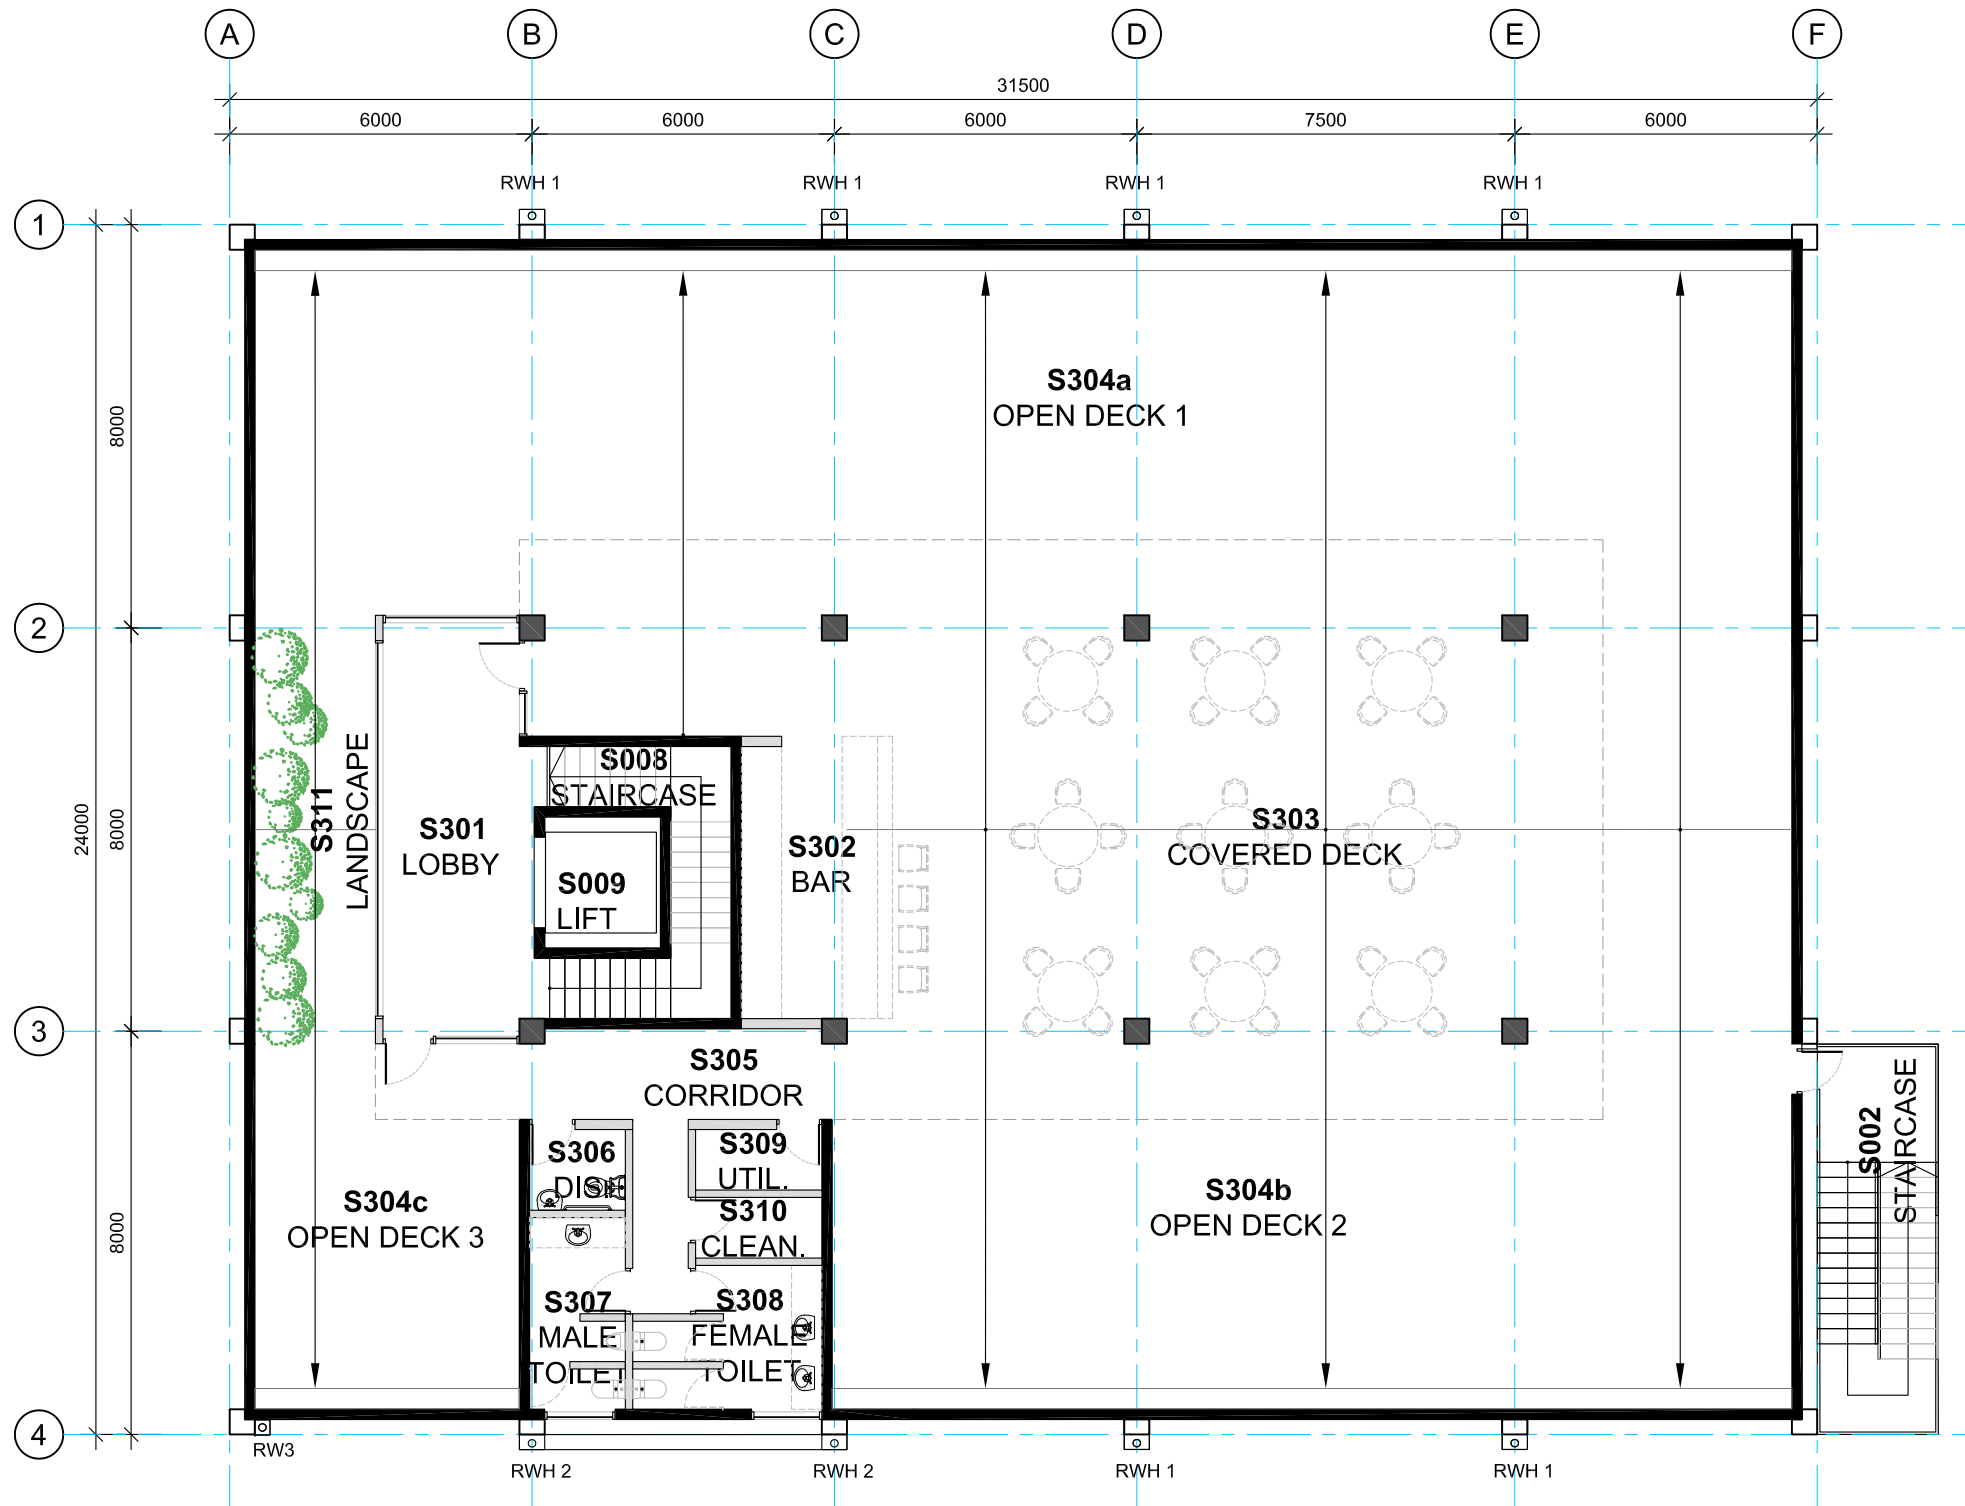 A B C D E F
31500
6000 6000 6000 7500 6000
RWH 1 RWH 1 RWH 1 RWH 1
1
S304a
OPEN DECK 1
8000
2
S008
STAIRCASE
S311
LANDSCAPE
S301
LOBBY
S009
LIFT
S302
BAR
S303
COVERED DECK
24000
8000
3
S305
CORRIDOR
S306
DIS.
S309
UTIL.
S310
CLEAN.
S304c
OPEN DECK 3
S304b
OPEN DECK 2
S002
STAIRCASE
8000
S307
MALE
TOILET
S308
FEMALE
TOILET
4
RW3
RWH 2 RWH 2 RWH 1 RWH 1